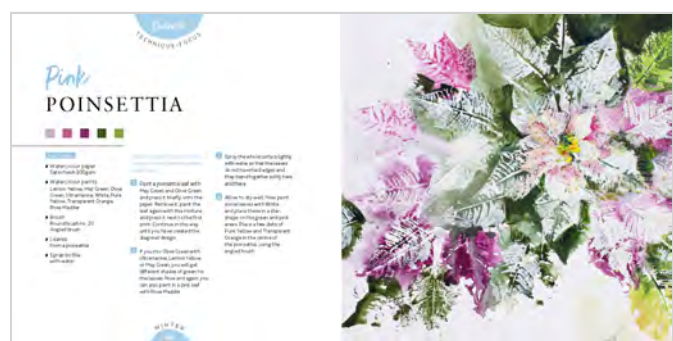 TECHNIQUE: FOCUS
Pink
POINSETTIA
Watercolour paper
Watercolour paints
Lemon Yellow, May Green, Olive
Green, Ultramarine, White, Pure
Yellow, Transparent Orange,
Rose Madder
Brush
Round brush no. 20
Angled brush
Leaves
from a poinsettia
Spray bottle
with water
Paint a poinsettia leaf with
May Green and Olive Green
and press it briefly onto the
paper. Rotate it, paint the
leaf again with this mixture,
and press it next to the first
print. Continue in this way
until you have created the
diagonal design.
If you mix Olive Green with
Ultramarine, Lemon Yellow
or May Green, you will get
different shades of green for
the leaves. Now and again, you
can also paint in a pink leaf
with Rose Madder.
Spray the whole surface lightly
with water, so that the leaves
do not have hard edges and
they blend together softly here
and there.
Allow to dry well. Now paint
some leaves with White
and place them in a star
shape on the green and pink
areas. Place a few dabs of
Pure Yellow and Transparent
Orange in the centre of
the poinsettia, using the
angled brush.
WINTER